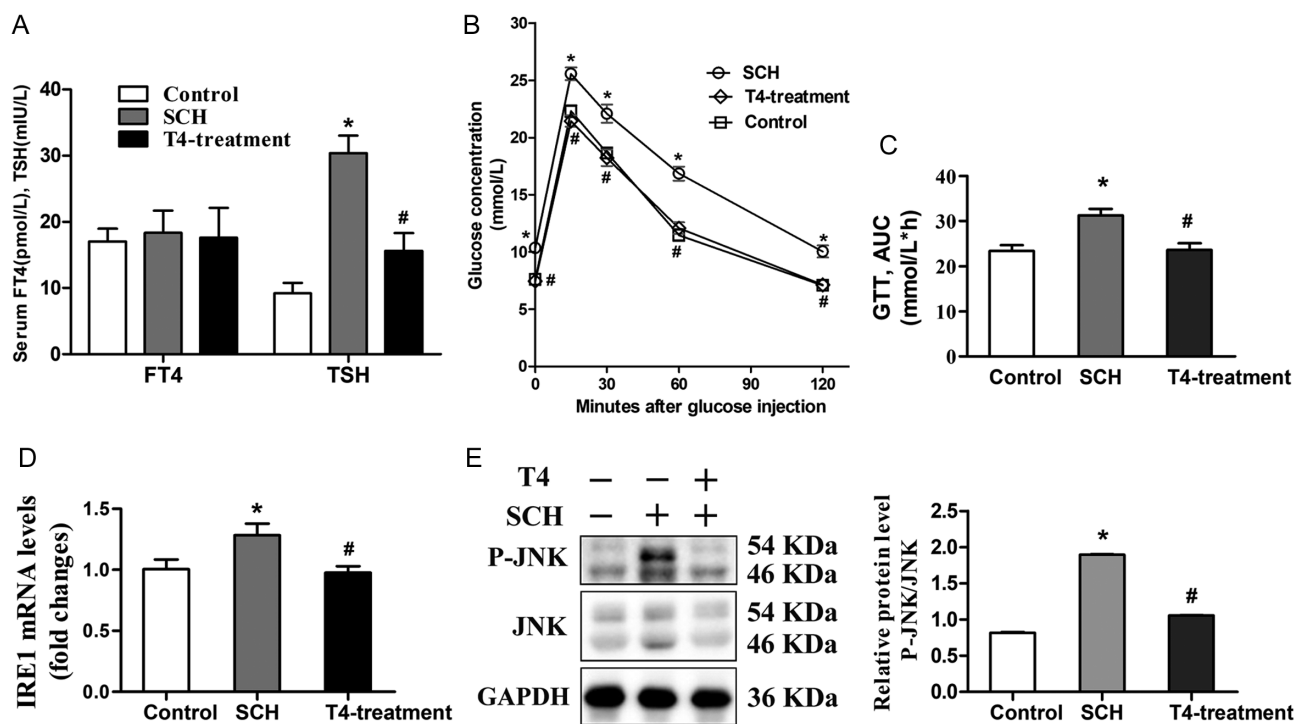 A
Serum FT4(pmol/L), TSH(mIU/L)
40
30
20
10
0
Control
SCH
T4-treatment
*
#
FT4
TSH
B
Glucose concentration
(mmol/L)
30
25
20
15
10
5
0
SCH
T4-treatment
Control
*
*
*
*
*
#
#
#
#
#
0
30
60
90
120
Minutes after glucose injection
C
GTT, AUC
(mmol/L*h)
40
30
20
30
0
*
#
Control
SCH
T4-treatment
D
IRE1 mRNA levels
(fold changes)
1.5
1.0
0.5
0.0
*
#
Control
SCH
T4-treatment
E
T4 − − +
SCH − + +
P-JNK
54 KDa
46 KDa
JNK
54 KDa
46 KDa
GAPDH
36 KDa
Relative protein level
P-JNK/JNK
2.5
2.0
1.5
1.0
0.5
0.0
*
#
Control
SCH
T4-treatment